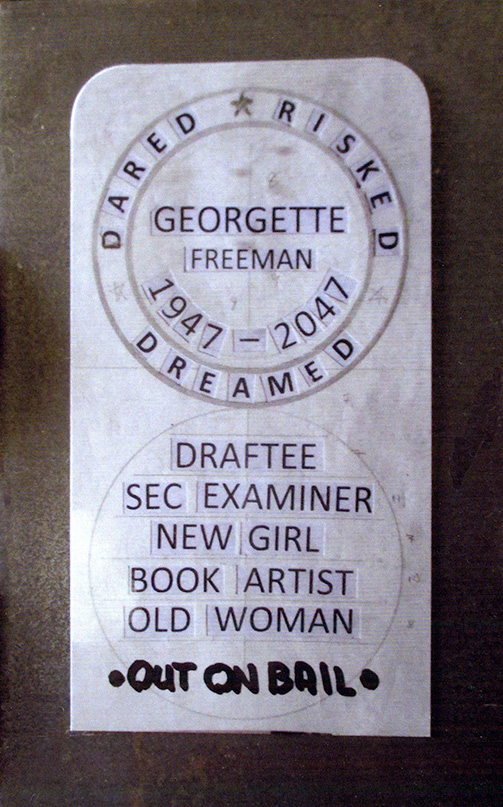 DARED ★ RISKED
GEORGETTE
FREEMAN
1947 – 2047
DREAMED
DRAFTEE
SEC EXAMINER
NEW GIRL
BOOK ARTIST
OLD WOMAN
•OUT ON BAIL•